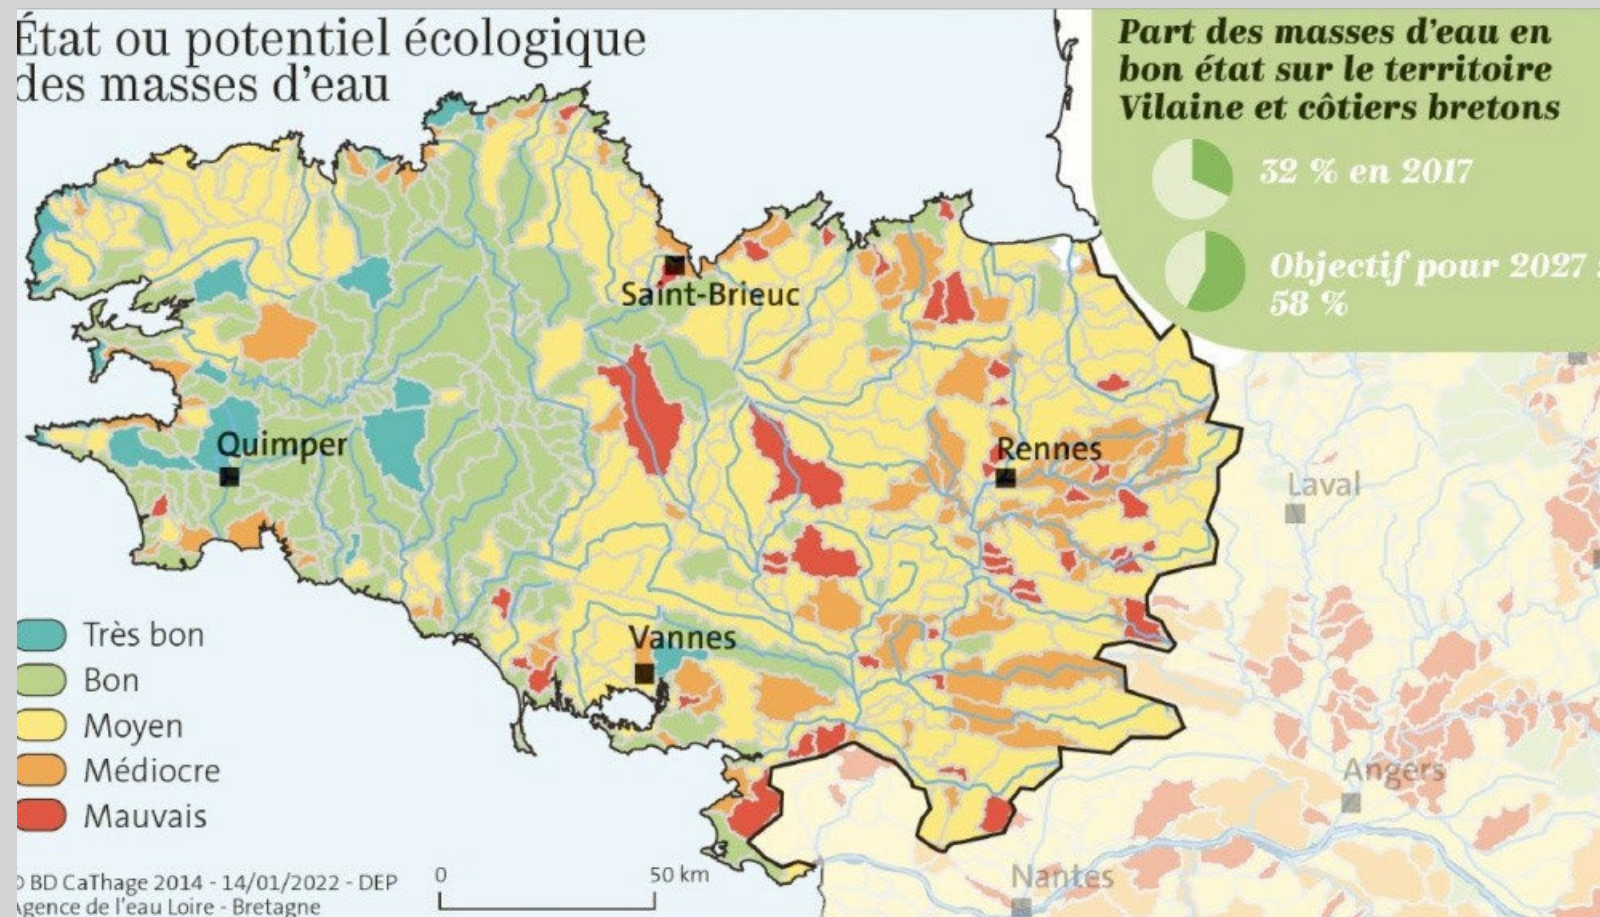 État ou potentiel écologique
des masses d'eau
Part des masses d'eau en
bon état sur le territoire
Vilaine et côtiers bretons
32 % en 2017
Objectif pour 2027 :
58 %
Saint-Brieuc
Quimper
Rennes
Laval
Vannes
Angers
Nantes
Très bon
Bon
Moyen
Médiocre
Mauvais
0 50 km
© BD CaThage 2014 - 14/01/2022 - DEP
Agence de l'eau Loire - Bretagne